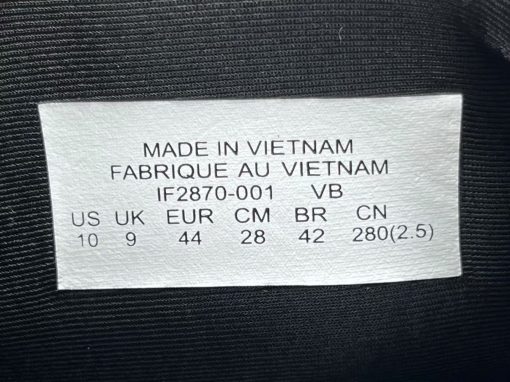 MADE IN VIETNAM
FABRIQUE AU VIETNAM
IF2870-001 VB
US UK EUR CM BR CN
10 9 44 28 42 280(2.5)